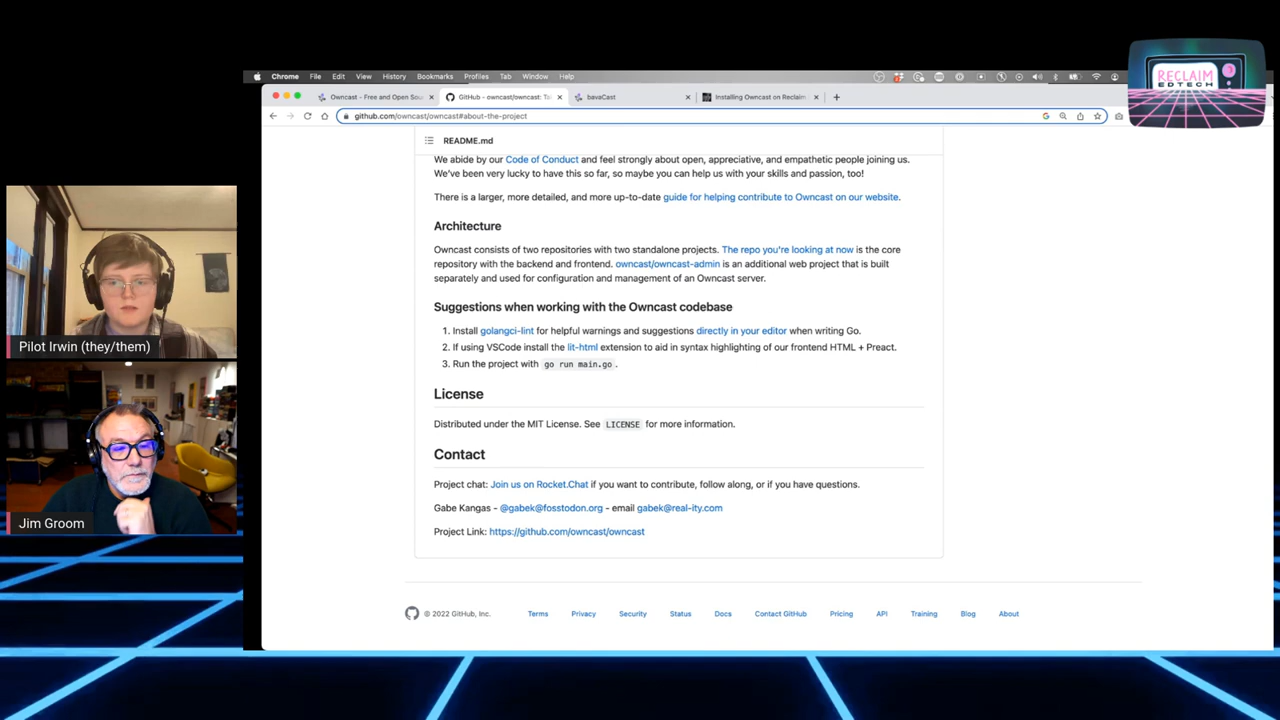 RECLAIM
EDTECH
Chrome File Edit View History Bookmarks Profiles Tab Window Help
Owncast - Free and Open Sou
GitHub - owncast/owncast: Ta
bavaCast
Installing Owncast on Reclaim
github.com/owncast/owncast#about-the-project
README.md
We abide by our Code of Conduct and feel strongly about open, appreciative, and empathetic people joining us.
We've been very lucky to have this so far, so maybe you can help us with your skills and passion, too!
There is a larger, more detailed, and more up-to-date guide for helping contribute to Owncast on our website.
Architecture
Owncast consists of two repositories with two standalone projects. The repo you're looking at now is the core
repository with the backend and frontend. owncast/owncast-admin is an additional web project that is built
separately and used for configuration and management of an Owncast server.
Suggestions when working with the Owncast codebase
1. Install golangci-lint for helpful warnings and suggestions directly in your editor when writing Go.
2. If using VSCode install the lit-html extension to aid in syntax highlighting of our frontend HTML + Preact.
3. Run the project with go run main.go .
License
Distributed under the MIT License. See LICENSE for more information.
Contact
Project chat: Join us on Rocket.Chat if you want to contribute, follow along, or if you have questions.
Gabe Kangas - @gabek@fosstodon.org - email gabek@real-ity.com
Project Link: https://github.com/owncast/owncast
© 2022 GitHub, Inc. Terms Privacy Security Status Docs Contact GitHub Pricing API Training Blog About
Pilot Irwin (they/them)
Jim Groom